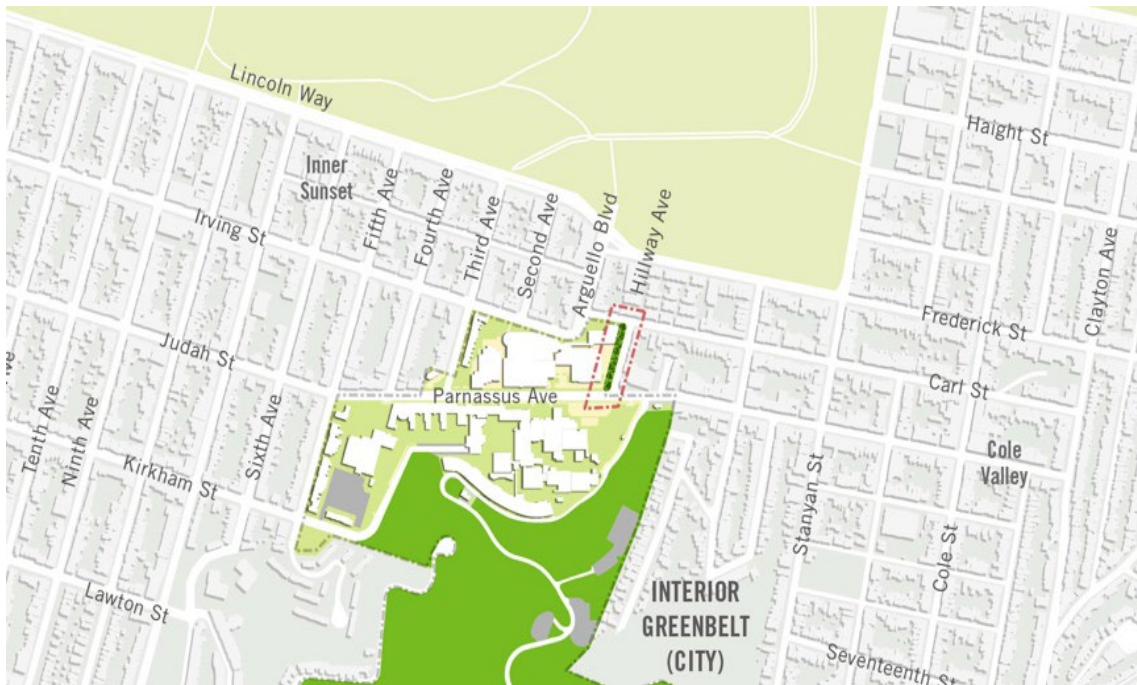 Lincoln Way
Haight St
Inner
Sunset
Fifth Ave
Fourth Ave
Third Ave
Second Ave
Arguello Blvd
Hillway Ave
Clayton Ave
Irving St
Frederick St
Judah St
Carl St
Parnassus Ave
Tenth Ave
Ninth Ave
Sixth Ave
Kirkham St
Cole
Valley
Stanyan St
Cole St
Lawton St
INTERIOR
GREENBELT
(CITY)
Seventeenth St